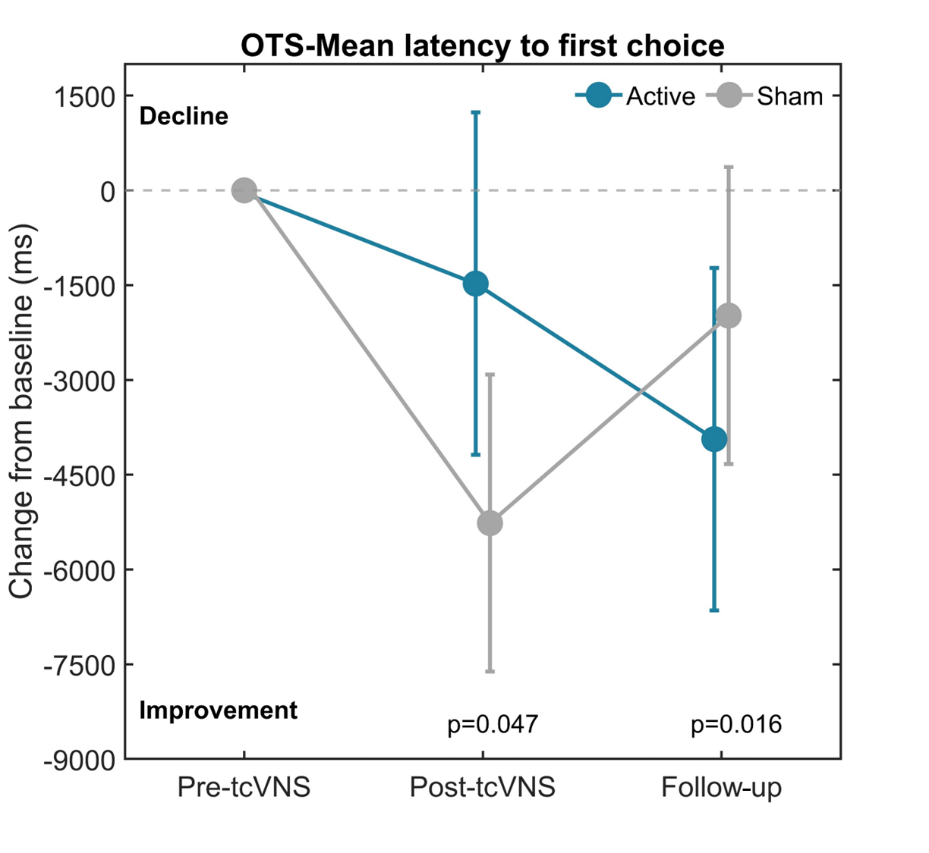 OTS-Mean latency to first choice
Active
Sham
Decline
1500
0
-1500
-3000
-4500
-6000
-7500
-9000
Change from baseline (ms)
Improvement
p=0.047
p=0.016
Pre-tcVNS
Post-tcVNS
Follow-up